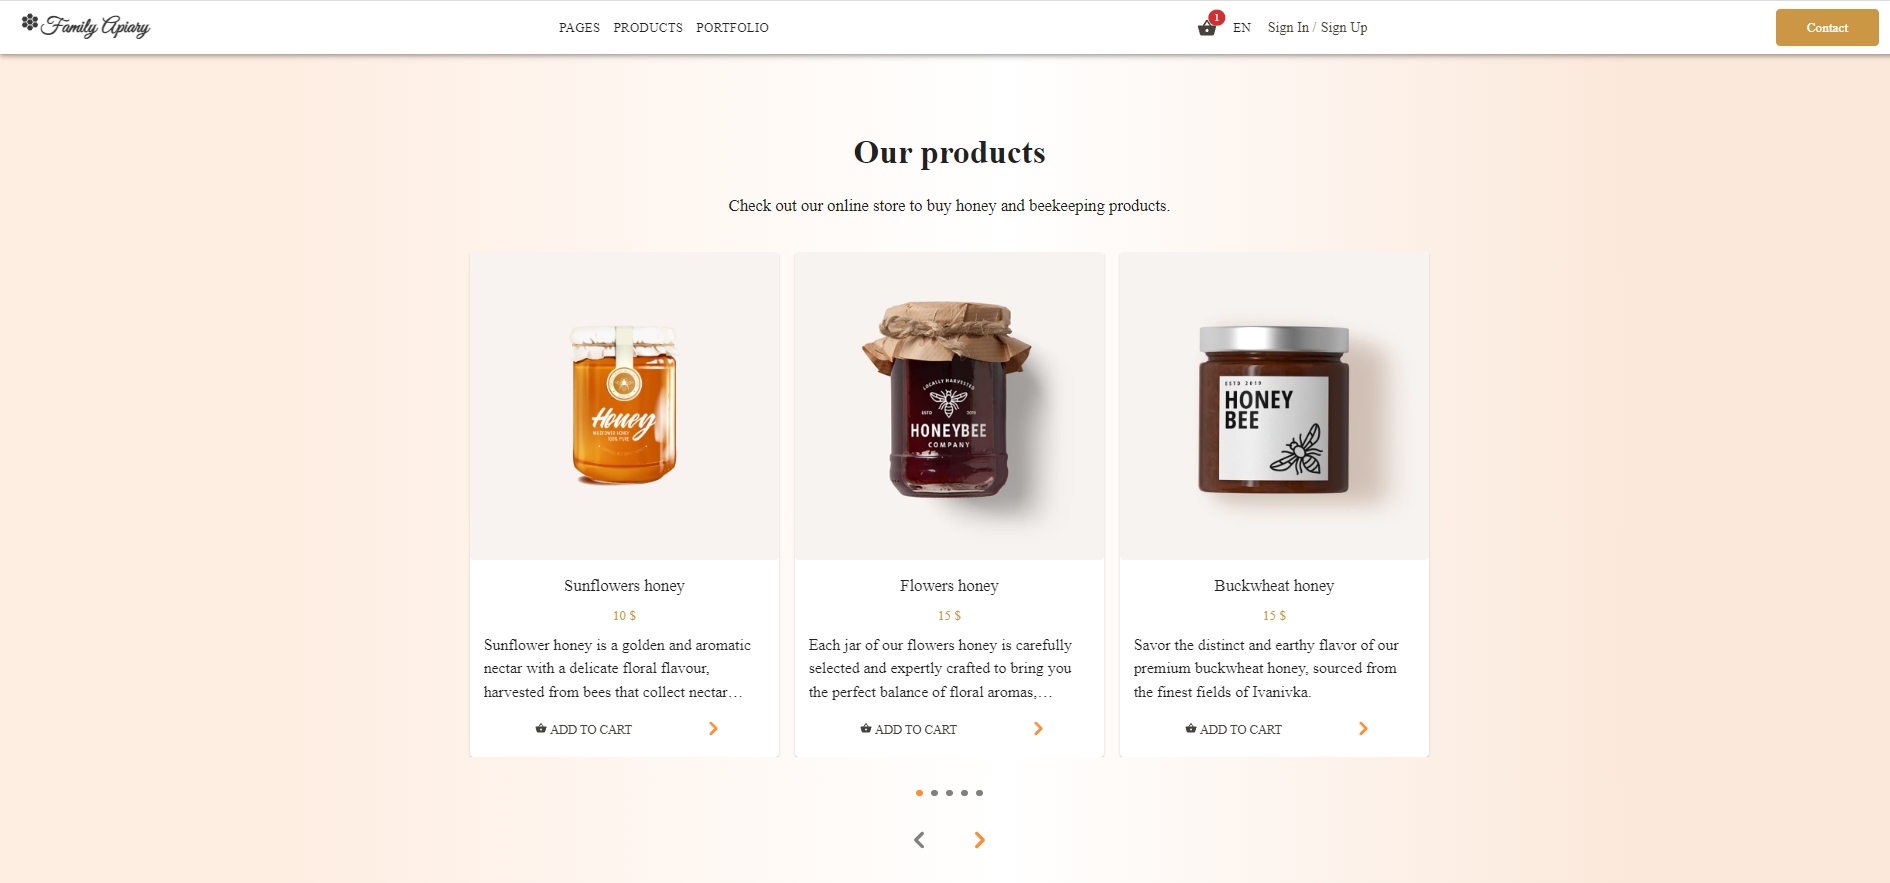 Family Apiary
PAGES PRODUCTS PORTFOLIO
1
EN
Sign In / Sign Up
Contact
Our products
Check out our online store to buy honey and beekeeping products.
Honey
WILDFLOWER HONEY
100% PURE
LOCALLY HARVESTED
ESTD 2019
HONEYBEE
COMPANY
ESTD 2019
HONEY
BEE
Sunflowers honey
10 $
Sunflower honey is a golden and aromatic
nectar with a delicate floral flavour,
harvested from bees that collect nectar…
ADD TO CART
Flowers honey
15 $
Each jar of our flowers honey is carefully
selected and expertly crafted to bring you
the perfect balance of floral aromas,…
ADD TO CART
Buckwheat honey
15 $
Savor the distinct and earthy flavor of our
premium buckwheat honey, sourced from
the finest fields of Ivanivka.
ADD TO CART